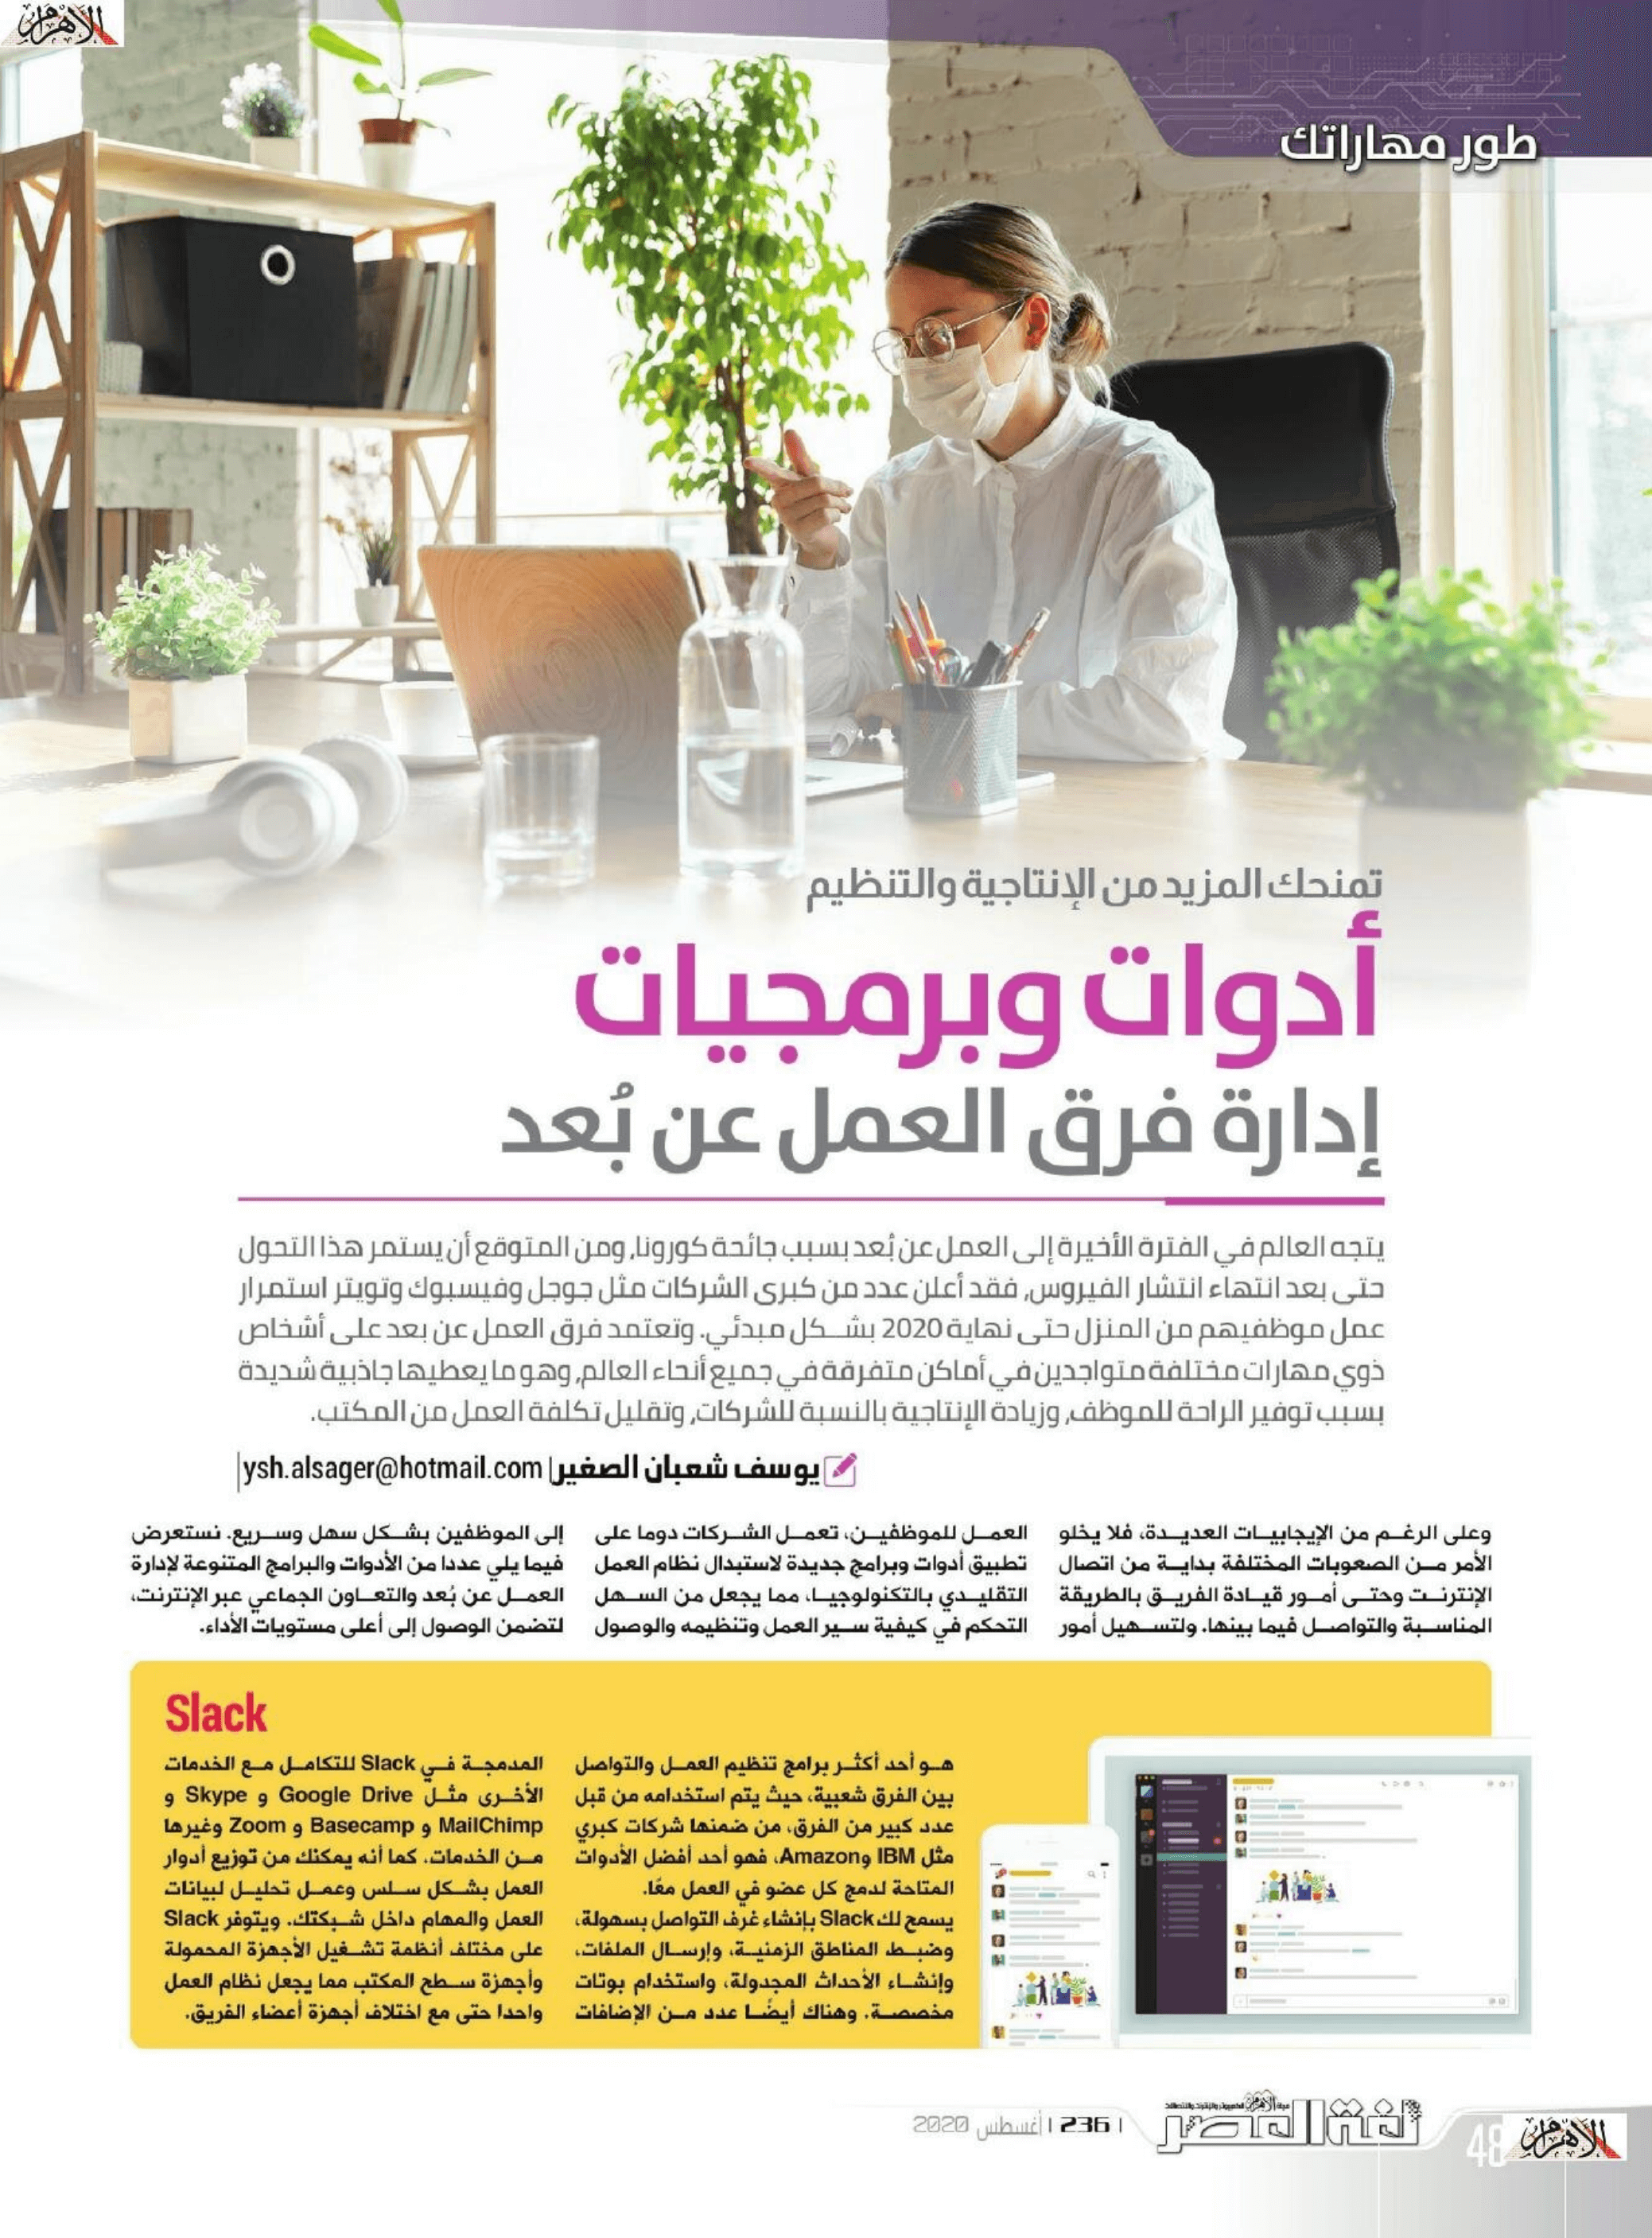 الأهرام
طور مهاراتك
تمنحك المزيد من الإنتاجية والتنظيم
أدوات وبرمجيات
إدارة فرق العمل عن بُعد
يتجه العالم في الفترة الأخيرة إلى العمل عن بُعد بسبب جائحة كورونا، ومن المتوقع أن يستمر هذا التحول
حتى بعد انتهاء انتشار الفيروس، فقد أعلن عدد من كبرى الشركات مثل جوجل وفيسبوك وتويتر استمرار
عمل موظفيهم من المنزل حتى نهاية 2020 بشكل مبدئي. وتعتمد فرق العمل عن بعد على أشخاص
ذوي مهارات مختلفة متواجدين في أماكن متفرقة في جميع أنحاء العالم، وهو ما يعطيها جاذبية شديدة
بسبب توفير الراحة للموظف، وزيادة الإنتاجية بالنسبة للشركات، وتقليل تكلفة العمل من المكتب.
يوسف شعبان الصغير| ysh.alsager@hotmail.com|
وعلى الرغم من الإيجابيات العديدة، فلا يخلو
الأمر من الصعوبات المختلفة بداية من اتصال
الإنترنت وحتى أمور قيادة الفريق بالطريقة
المناسبة والتواصل فيما بينها. ولتسهيل أمور
العمل للموظفين، تعمل الشركات دوما على
تطبيق أدوات وبرامج جديدة لاستبدال نظام العمل
التقليدي بالتكنولوجيا، مما يجعل من السهل
التحكم في كيفية سير العمل وتنظيمه والوصول
إلى الموظفين بشكل سهل وسريع. نستعرض
فيما يلي عددا من الأدوات والبرامج المتنوعة لإدارة
العمل عن بُعد والتعاون الجماعي عبر الإنترنت،
لتضمن الوصول إلى أعلى مستويات الأداء.
Slack
هو أحد أكثر برامج تنظيم العمل والتواصل
بين الفرق شعبية، حيث يتم استخدامه من قبل
عدد كبير من الفرق، من ضمنها شركات كبري
مثل IBM وAmazon، فهو أحد أفضل الأدوات
المتاحة لدمج كل عضو في العمل معًا.
يسمح لك Slack بإنشاء غرف التواصل بسهولة،
وضبط المناطق الزمنية، وإرسال الملفات،
وإنشاء الأحداث المجدولة، واستخدام بوتات
مخصصة. وهناك أيضًا عدد من الإضافات
المدمجة في Slack للتكامل مع الخدمات
الأخرى مثل Google Drive و Skype و
MailChimp و Basecamp و Zoom وغيرها
من الخدمات. كما أنه يمكنك من توزيع أدوار
العمل بشكل سلس وعمل تحليل لبيانات
العمل والمهام داخل شبكتك. ويتوفر Slack
على مختلف أنظمة تشغيل الأجهزة المحمولة
وأجهزة سطح المكتب مما يجعل نظام العمل
واحدا حتى مع اختلاف أجهزة أعضاء الفريق.
لغة العصر
| 236 | أغسطس 2020
48
الأهرام